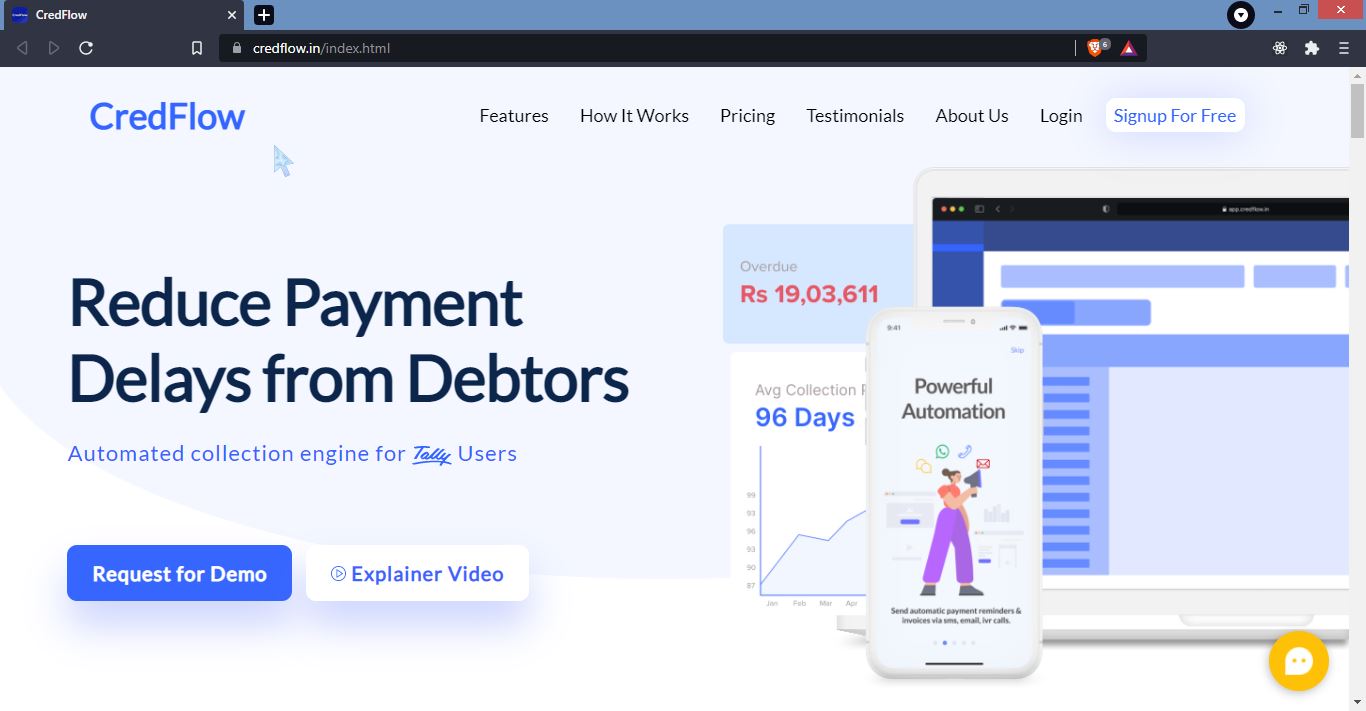 CredFlow
credflow.in/index.html
6
CredFlow
Features How It Works Pricing Testimonials About Us Login Signup For Free
app.credflow.in
Overdue
Rs 19,03,611
9:41
Skip
Avg Collection
96 Days
Powerful
Automation
99
93
96
93
90
87
Jan Feb Mar Apr
Send automatic payment reminders &
invoices via sms, email, ivr calls.
Reduce Payment
Delays from Debtors
Automated collection engine for Tally Users
Request for Demo
Explainer Video